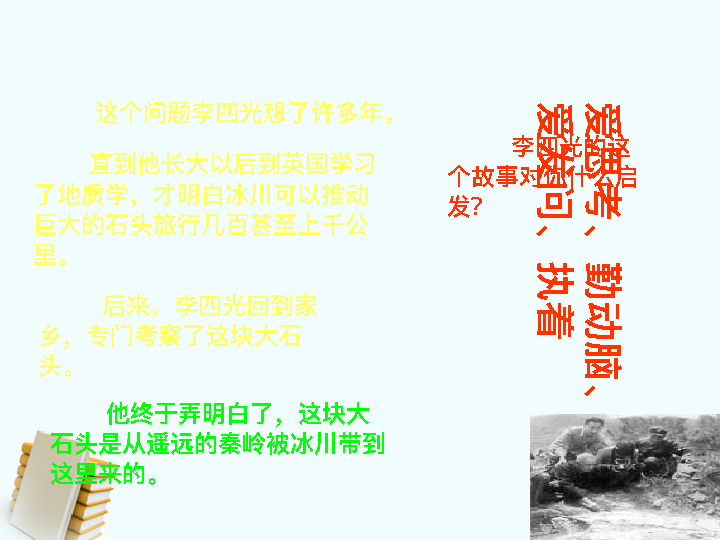 这个问题李四光想了许多年。
直到他长大以后到英国学习
了地质学，才明白冰川可以推动
巨大的石头旅行几百甚至上千公
里。
后来，李四光回到家
乡，专门考察了这块大石
头。
他终于弄明白了，这块大
石头是从遥远的秦岭被冰川带到
这里来的。
李四光的这
个故事对你什么启
发？
爱思考、勤动脑、
爱发问、执着